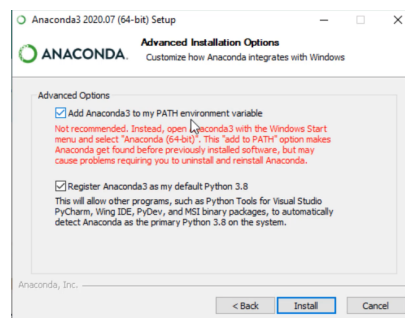 Anaconda3 2020.07 (64-bit) Setup
ANACONDA.
Advanced Installation Options
Customize how Anaconda integrates with Windows
Advanced Options
Add Anaconda3 to my PATH environment variable
Not recommended. Instead, open Anaconda3 with the Windows Start
menu and select "Anaconda (64-bit)". This "add to PATH" option makes
Anaconda get found before previously installed software, but may
cause problems requiring you to uninstall and reinstall Anaconda.
Register Anaconda3 as my default Python 3.8
This will allow other programs, such as Python Tools for Visual Studio
PyCharm, Wing IDE, PyDev, and MSI binary packages, to automatically
detect Anaconda as the primary Python 3.8 on the system.
Anaconda, Inc.
< Back Install Cancel